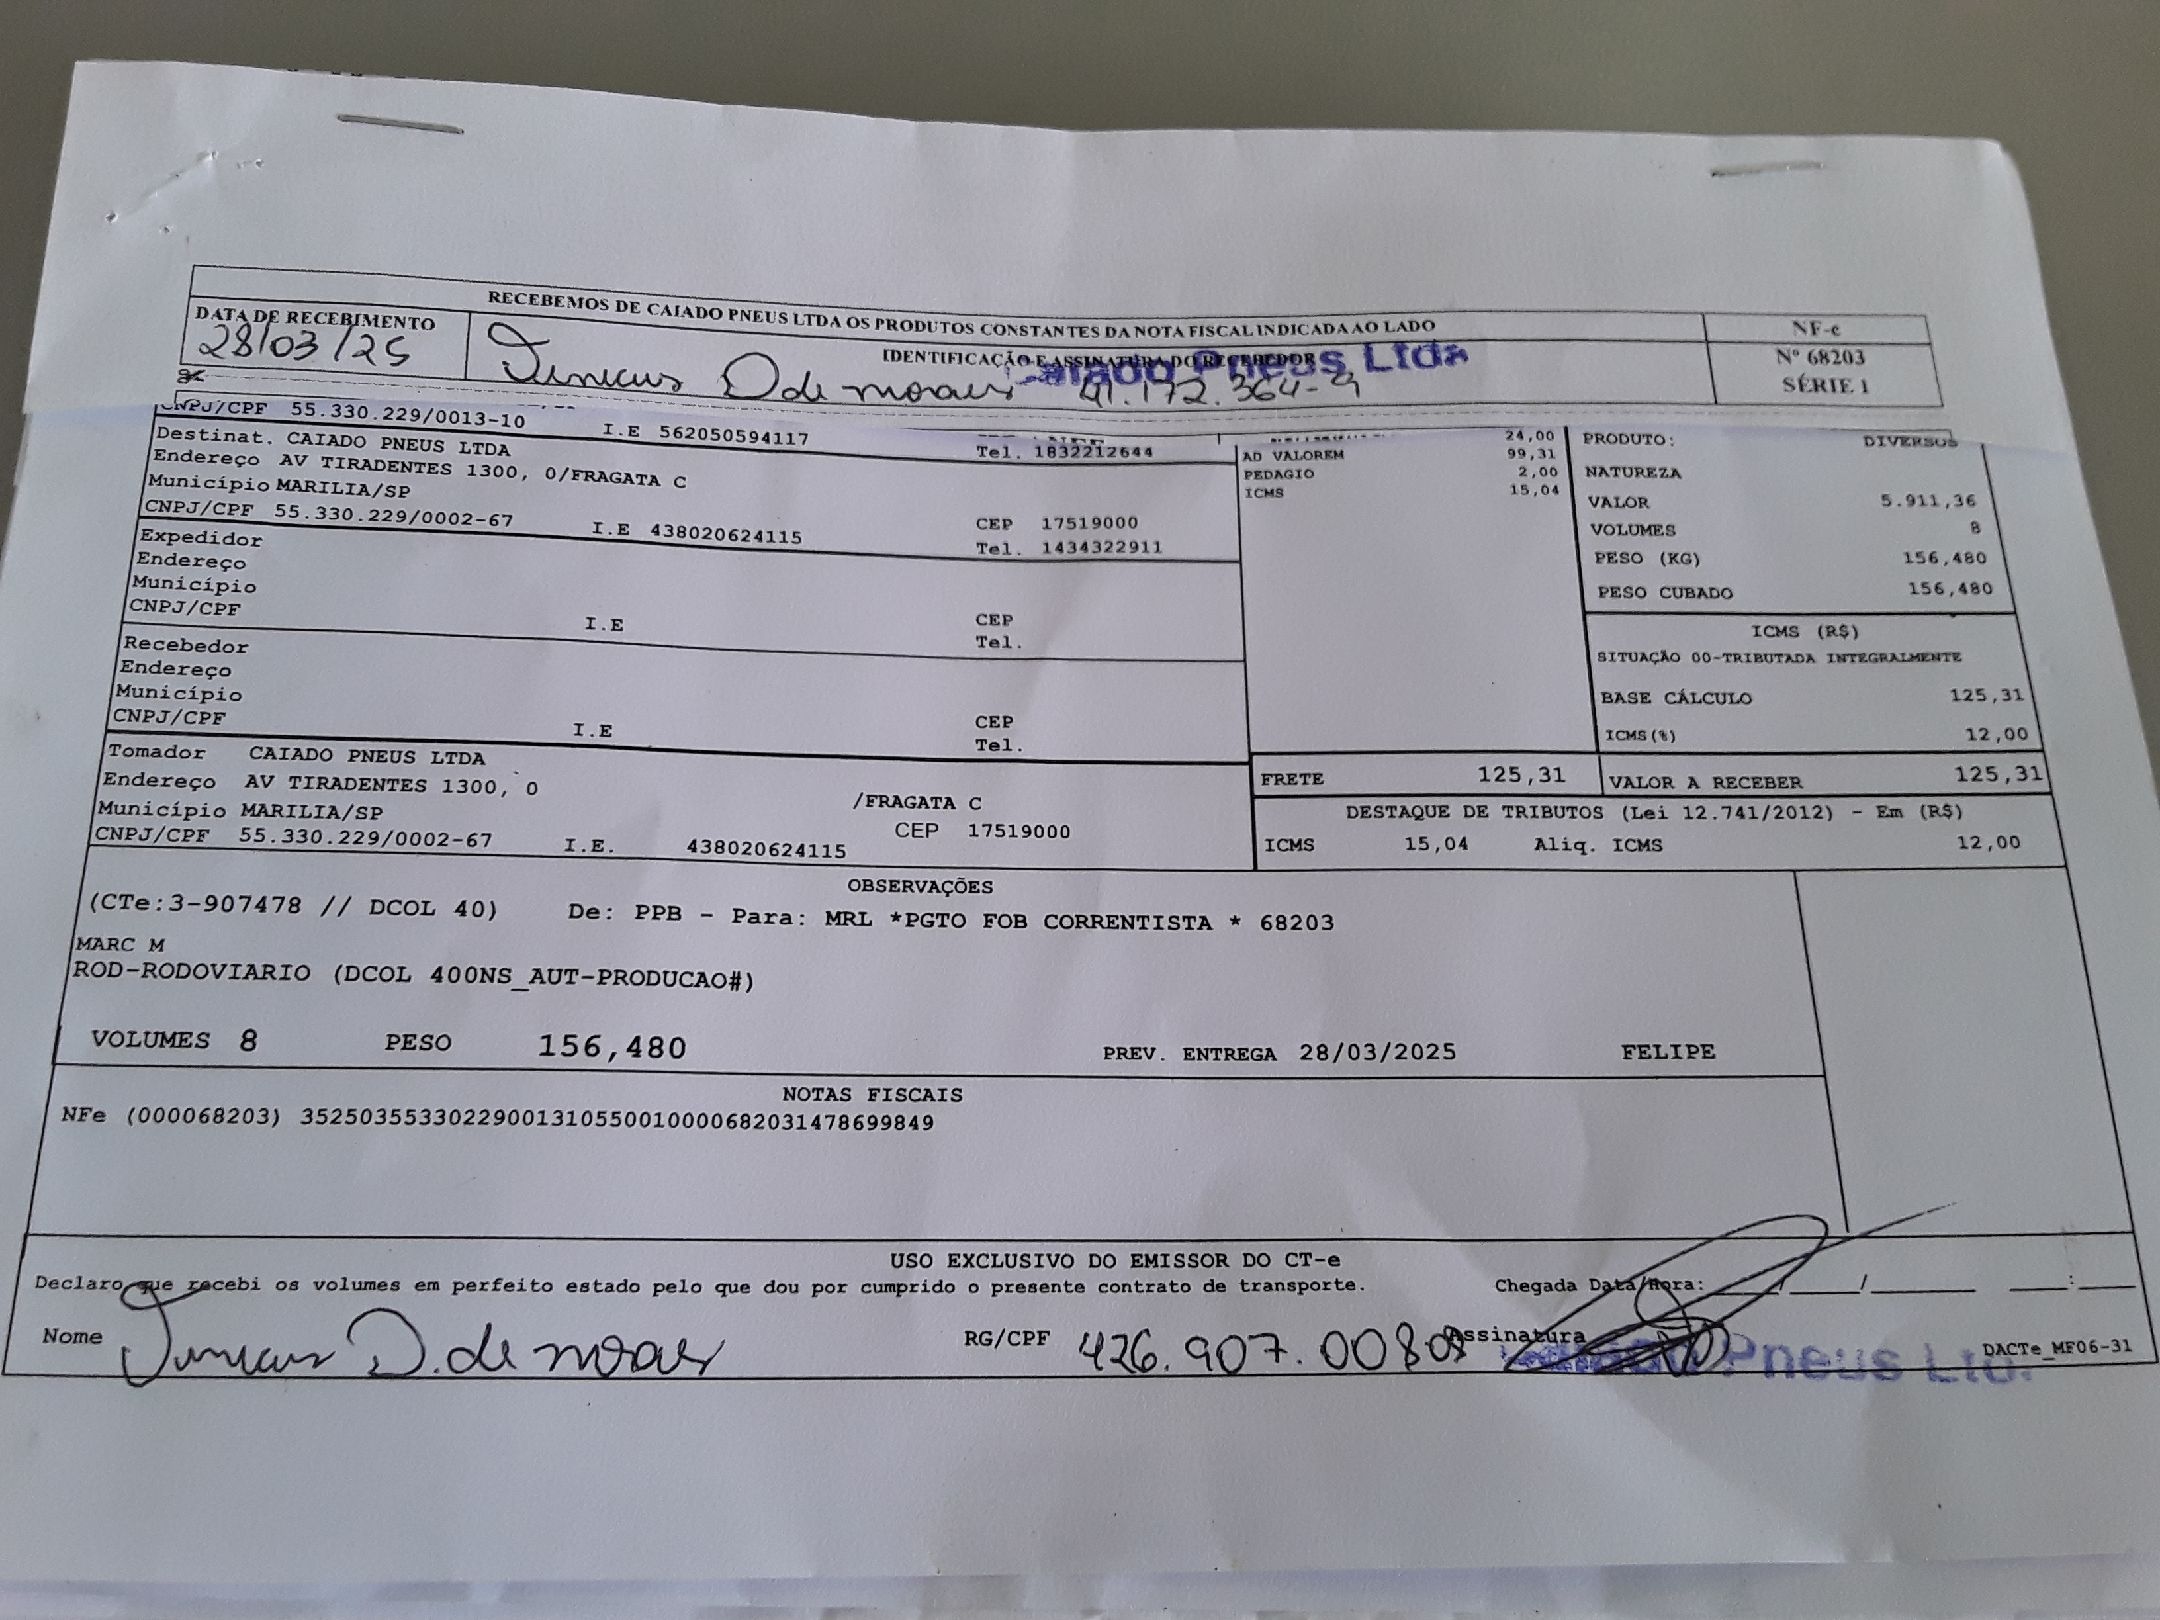 RECEBEMOS DE CAIADO PNEUS LTDA OS PRODUTOS CONSTANTES DA NOTA FISCAL INDICADA AO LADO
NF-e
Nº 68203
SÉRIE 1
DATA DE RECEBIMENTO
28/03/25
IDENTIFICAÇÃO E ASSINATURA DO RECEBEDOR
Caiado Pneus Ltda
D de moraes 41.172.364-9
CNPJ/CPF 55.330.229/0013-10 I.E 562050594117 Tel. 1832212644
Destinat. CAIADO PNEUS LTDA
Endereço AV TIRADENTES 1300, 0/FRAGATA C
Município MARILIA/SP CEP 17519000
CNPJ/CPF 55.330.229/0002-67 I.E 438020624115 Tel. 1434322911
Expedidor
Endereço
Município CEP
CNPJ/CPF I.E Tel.
Recebedor
Endereço
Município CEP
CNPJ/CPF I.E Tel.
Tomador CAIADO PNEUS LTDA
Endereço AV TIRADENTES 1300, 0 /FRAGATA C
Município MARILIA/SP CEP 17519000
CNPJ/CPF 55.330.229/0002-67 I.E. 438020624115
24,00
AD VALOREM 99,31
PEDAGIO 2,00
ICMS 15,04
PRODUTO: DIVERSOS
NATUREZA
VALOR 5.911,36
VOLUMES 8
PESO (KG) 156,480
PESO CUBADO 156,480
ICMS (R$)
SITUAÇÃO 00-TRIBUTADA INTEGRALMENTE
BASE CÁLCULO 125,31
ICMS(%) 12,00
FRETE 125,31 VALOR A RECEBER 125,31
DESTAQUE DE TRIBUTOS (Lei 12.741/2012) - Em (R$)
ICMS 15,04 Aliq. ICMS 12,00
OBSERVAÇÕES
(CTe:3-907478 // DCOL 40) De: PPB - Para: MRL *PGTO FOB CORRENTISTA * 68203
MARC M
ROD-RODOVIARIO (DCOL 400NS_AUT-PRODUCAO#)
VOLUMES 8 PESO 156,480 PREV. ENTREGA 28/03/2025 FELIPE
NOTAS FISCAIS
NFe (000068203) 35250355330229001310550010000682031478699849
USO EXCLUSIVO DO EMISSOR DO CT-e
Declaro que recebi os volumes em perfeito estado pelo que dou por cumprido o presente contrato de transporte. Chegada Data/Hora: / / :
Nome D. de moraes RG/CPF 426.907.00808 Assinatura
Pneus Ltd.
DACTe_MF06-31